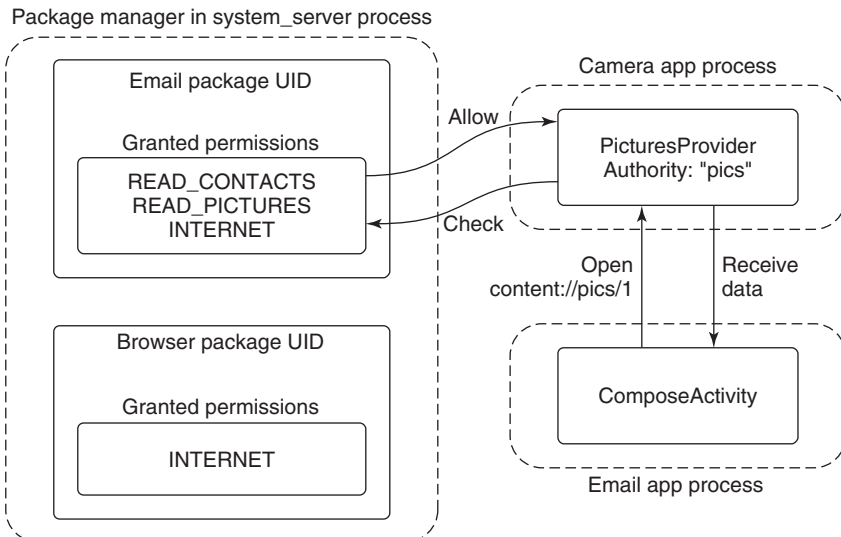 Package manager in system_server process
Email package UID
Granted permissions
READ_CONTACTS
READ_PICTURES
INTERNET
Allow
Check
Camera app process
PicturesProvider
Authority: "pics"
Open
content://pics/1
Receive
data
Browser package UID
Granted permissions
INTERNET
ComposeActivity
Email app process